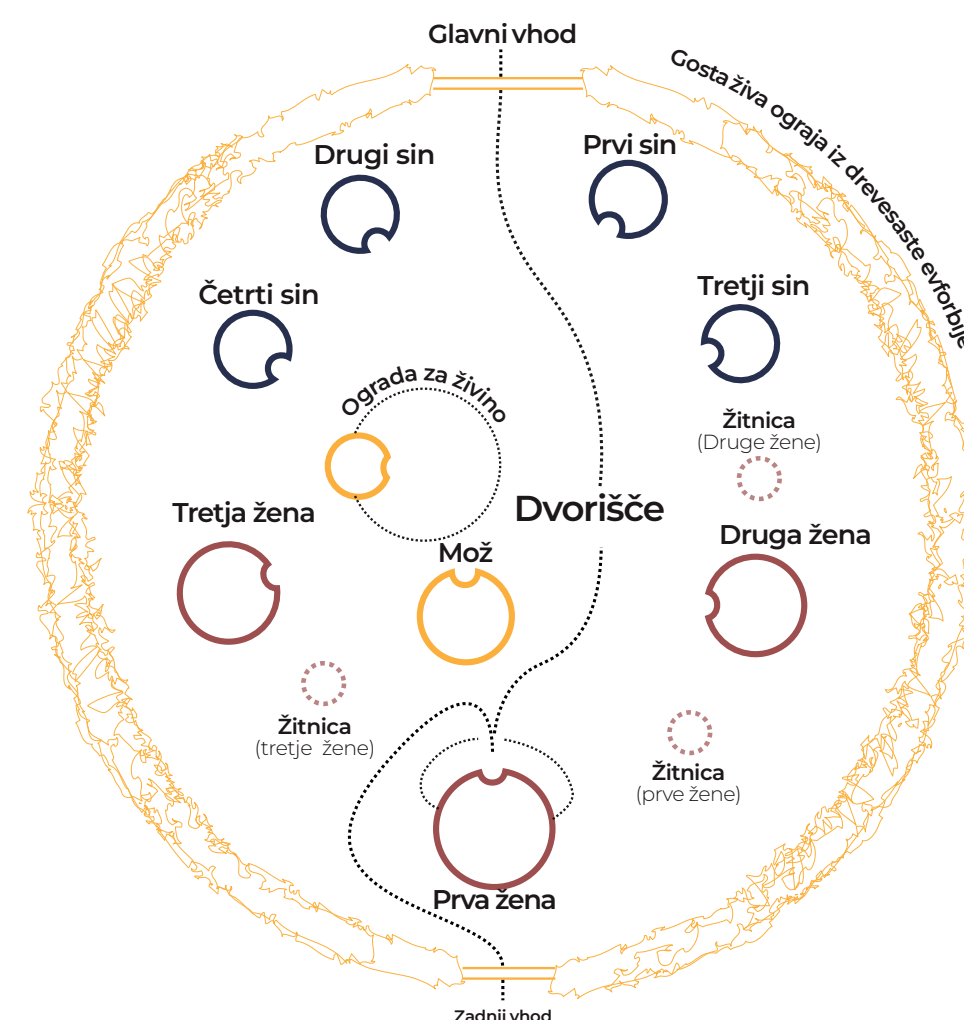 Glavni vhod
Gosta živa ograja iz drevesaste evforbije
Drugi sin
Prvi sin
Četrti sin
Tretji sin
Ograda za živino
Žitnica
(Druge žene)
Tretja žena
Dvorišče
Druga žena
Mož
Žitnica
(tretje žene)
Žitnica
(prve žene)
Prva žena
Zadnji vhod